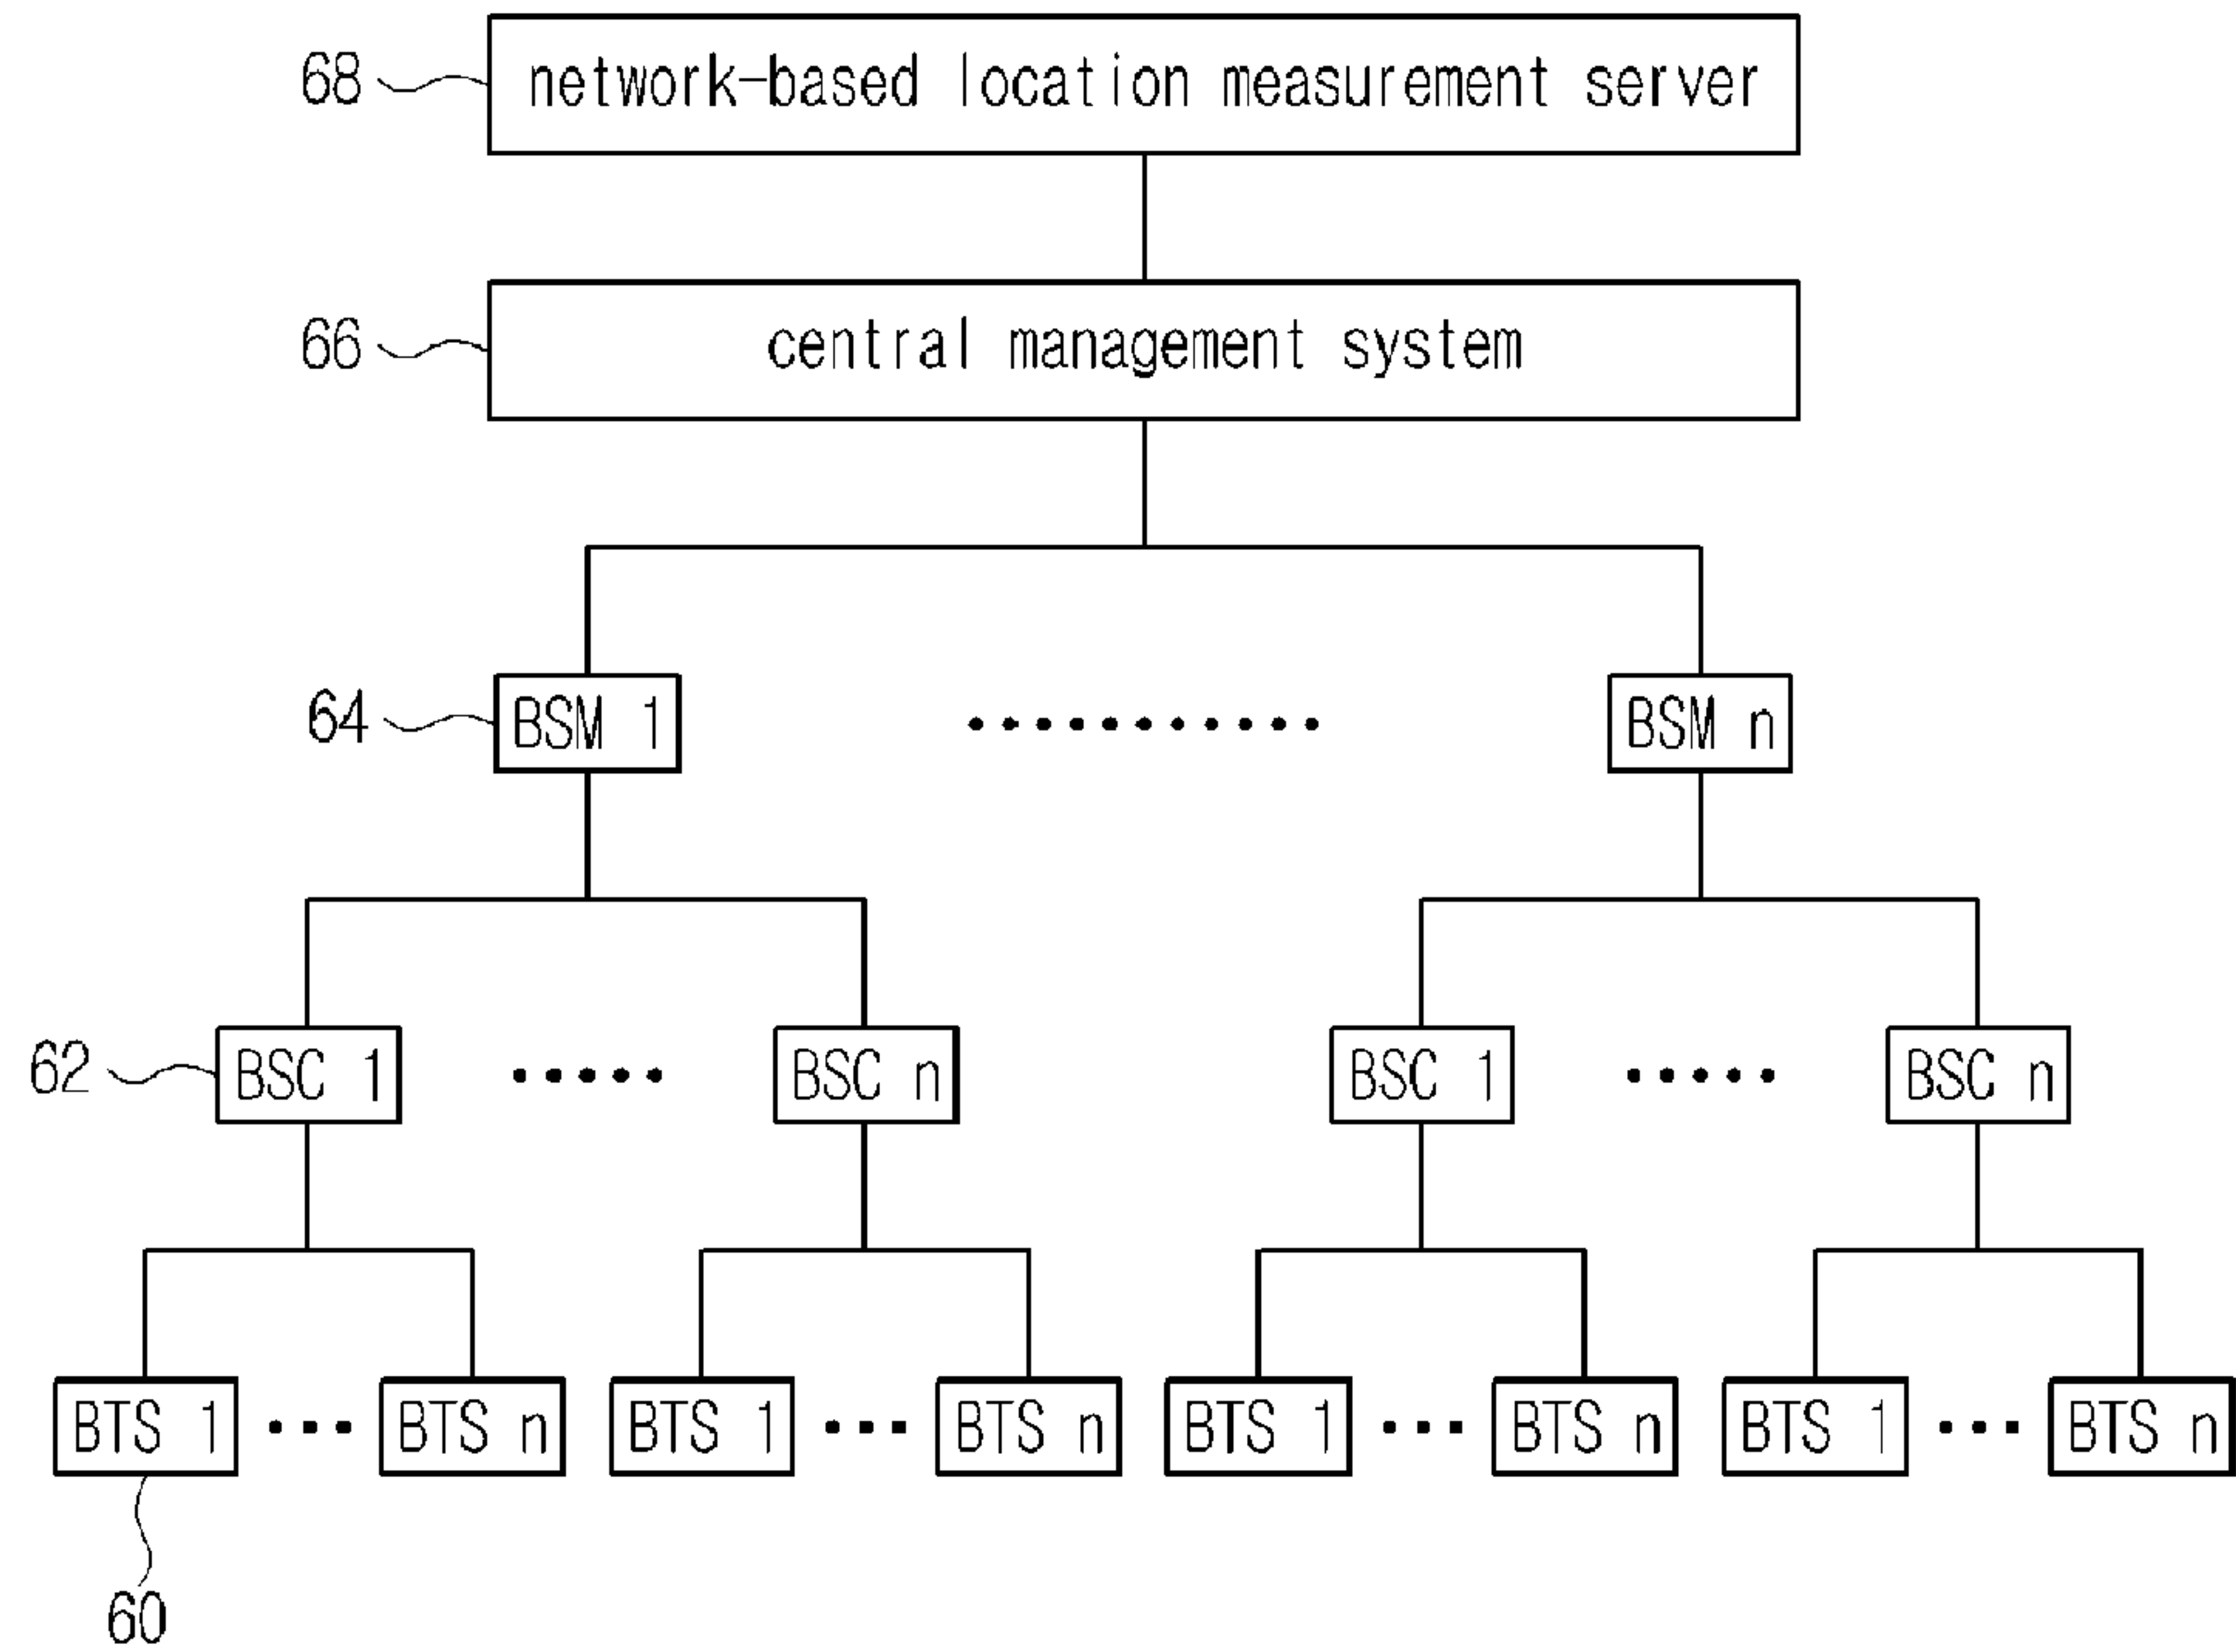 68 network-based location measurement server
66 central management system
64 BSM 1 ........... BSM n
62 BSC 1 ..... BSC n BSC 1 ..... BSC n
BTS 1 ... BTS n BTS 1 ... BTS n BTS 1 ... BTS n BTS 1 ... BTS n
60